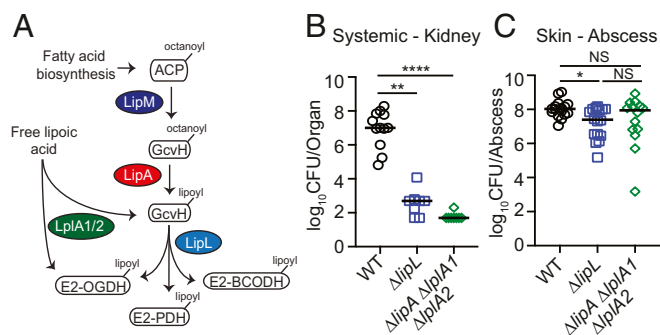 A
Fatty acid
biosynthesis
octanoyl
ACP
LipM
octanoyl
GcvH
Free lipoic
acid
LipA
lipoyl
GcvH
LplA1/2
LipL
lipoyl
E2-OGDH
lipoyl
E2-PDH
lipoyl
E2-BCODH
B
Systemic - Kidney
****
**
10
8
6
4
2
0
log10CFU/Organ
WT
ΔlipL
ΔlipA ΔlplA1
ΔlplA2
C
Skin - Abscess
NS
* NS
10
8
6
4
2
0
log10CFU/Abscess
WT
ΔlipL
ΔlipA ΔlplA1
ΔlplA2